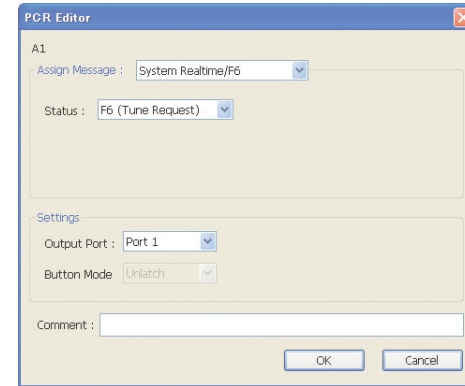 PCR Editor
A1
Assign Message : System Realtime/F6
Status : F6 (Tune Request)
Settings
Output Port : Port 1
Button Mode Unlatch
Comment :
OK Cancel